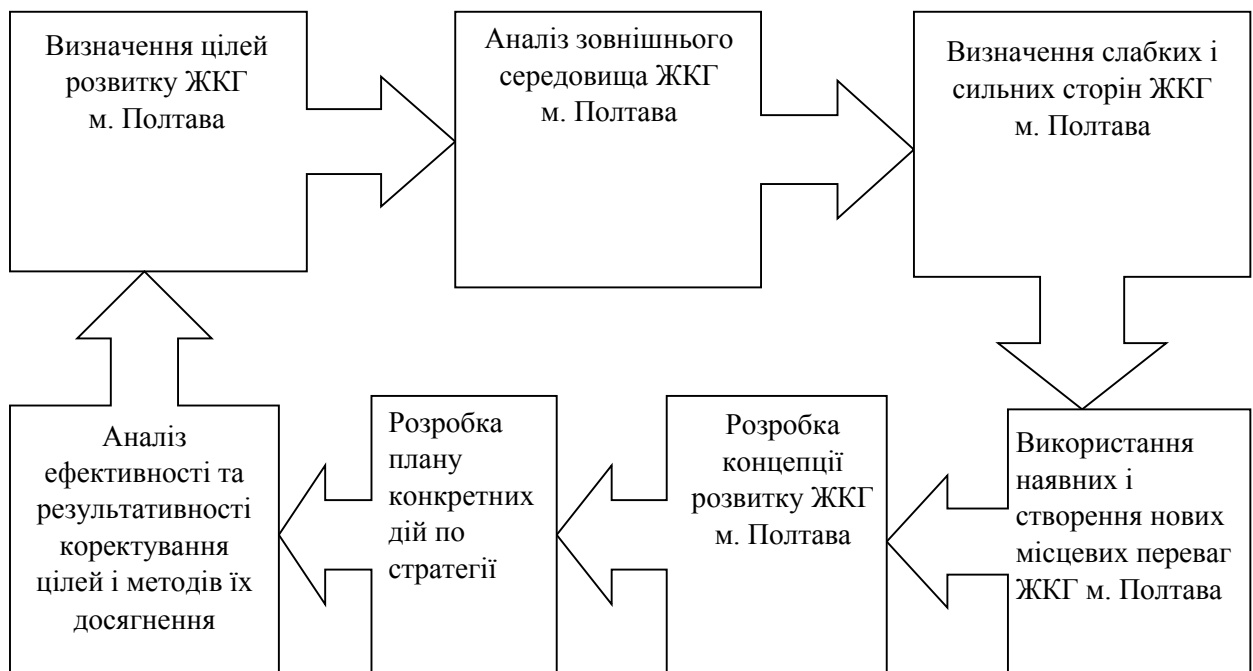 Визначення цілей
розвитку ЖКГ
м. Полтава
Аналіз зовнішнього
середовища ЖКГ
м. Полтава
Визначення слабких і
сильних сторін ЖКГ
м. Полтава
Використання
наявних і
створення нових
місцевих переваг
ЖКГ м. Полтава
Розробка
концепції
розвитку ЖКГ
м. Полтава
Розробка
плану
конкретних
дій по
стратегії
Аналіз
ефективності та
результативності
коректування
цілей і методів їх
досягнення